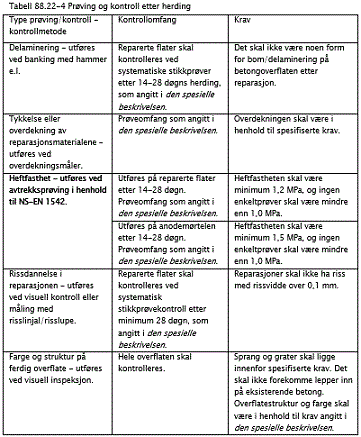 Tabell 88.22-4 Prøving og kontroll etter herding
Type prøving/kontroll -
kontrollmetode
Kontrollomfang
Krav
Delaminering - utføres
ved banking med hammer
e.l.
Reparerte flater skal
kontrolleres ved
systematiske stikkprøver
etter 14-28 døgns herding,
som angitt i den spesielle
beskrivelsen.
Det skal ikke være noen form
for bom/delaminering på
betongoverflaten etter
reparasjon.
Tykkelse eller
overdekning av
reparasjonsmaterialene -
utføres ved
overdekningsmåler.
Prøveomfang som angitt i
den spesielle beskrivelsen.
Overdekningen skal være i
henhold til spesifiserte krav.
Heftfasthet - utføres ved
avtrekksprøving i henhold
til NS-EN 1542.
Utføres på reparerte flater
etter 14-28 døgn.
Prøveomfang som angitt i
den spesielle beskrivelsen.
Heftfastheten skal være
minimum 1,2 MPa, og ingen
enkeltprøver skal være mindre
enn 1,0 MPa.
Utføres på anodemørtelen
etter 14-28 døgn.
Prøveomfang som angitt i
den spesielle beskrivelsen.
Heftfastheten skal være
minimum 1,5 MPa, og ingen
enkeltprøver skal være mindre
enn 1,0 MPa.
Rissdannelse i
reparasjonen - utføres
ved visuell kontroll eller
måling med
risslinjal/risslupe.
Reparerte flater skal
kontrolleres ved
systematisk
stikkprøvekontroll etter
minimum 28 døgn, som
angitt i den spesielle
beskrivelsen.
Reparasjoner skal ikke ha riss
med rissvidde over 0,1 mm.
Farge og struktur på
ferdig overflate - utføres
ved visuell inspeksjon.
Hele overflaten skal
kontrolleres.
Sprang og grater skal ligge
innenfor spesifiserte krav. Det
skal ikke forekomme lepper inn
på eksisterende betong.
Overflatestruktur og farge skal
være i henhold til krav angitt i
den spesielle beskrivelsen.